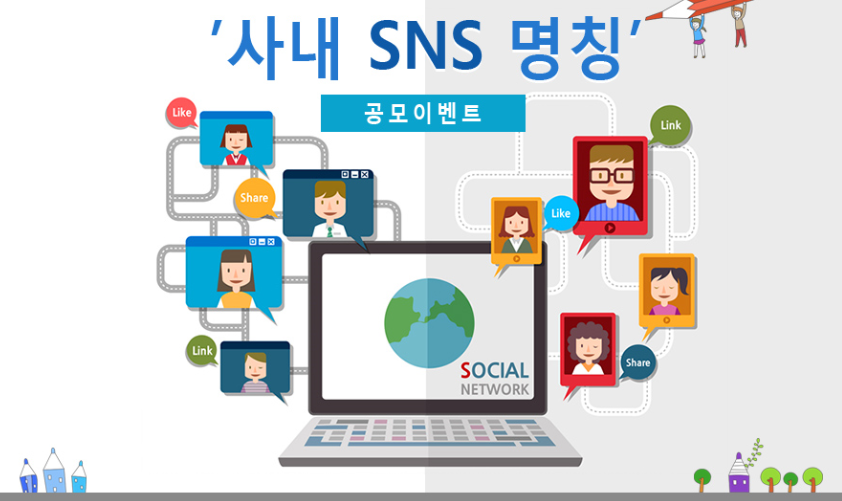 '사내 SNS 명칭'
공모이벤트
Like
Link
Share
Like
Link
Share
SOCIAL
NETWORK